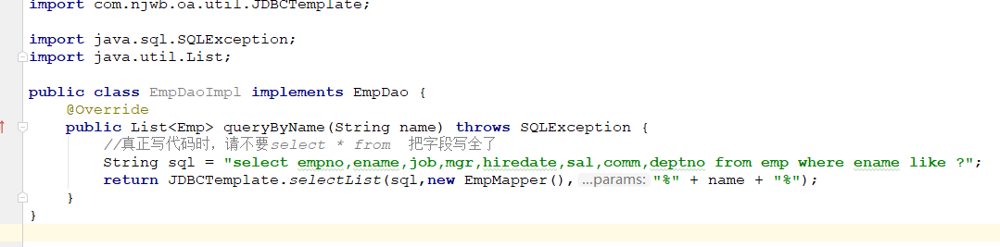 import com.njwb.oa.util.JDBCTemplate;
import java.sql.SQLException;
import java.util.List;
public class EmpDaoImpl implements EmpDao {
@Override
public List<Emp> queryByName(String name) throws SQLException {
//真正写代码时，请不要select * from 把字段写全了
String sql = "select empno,ename,job,mgr,hiredate,sal,comm,deptno from emp where ename like ?";
return JDBCTemplate.selectList(sql,new EmpMapper(), ...params: "%" + name + "%");
}
}